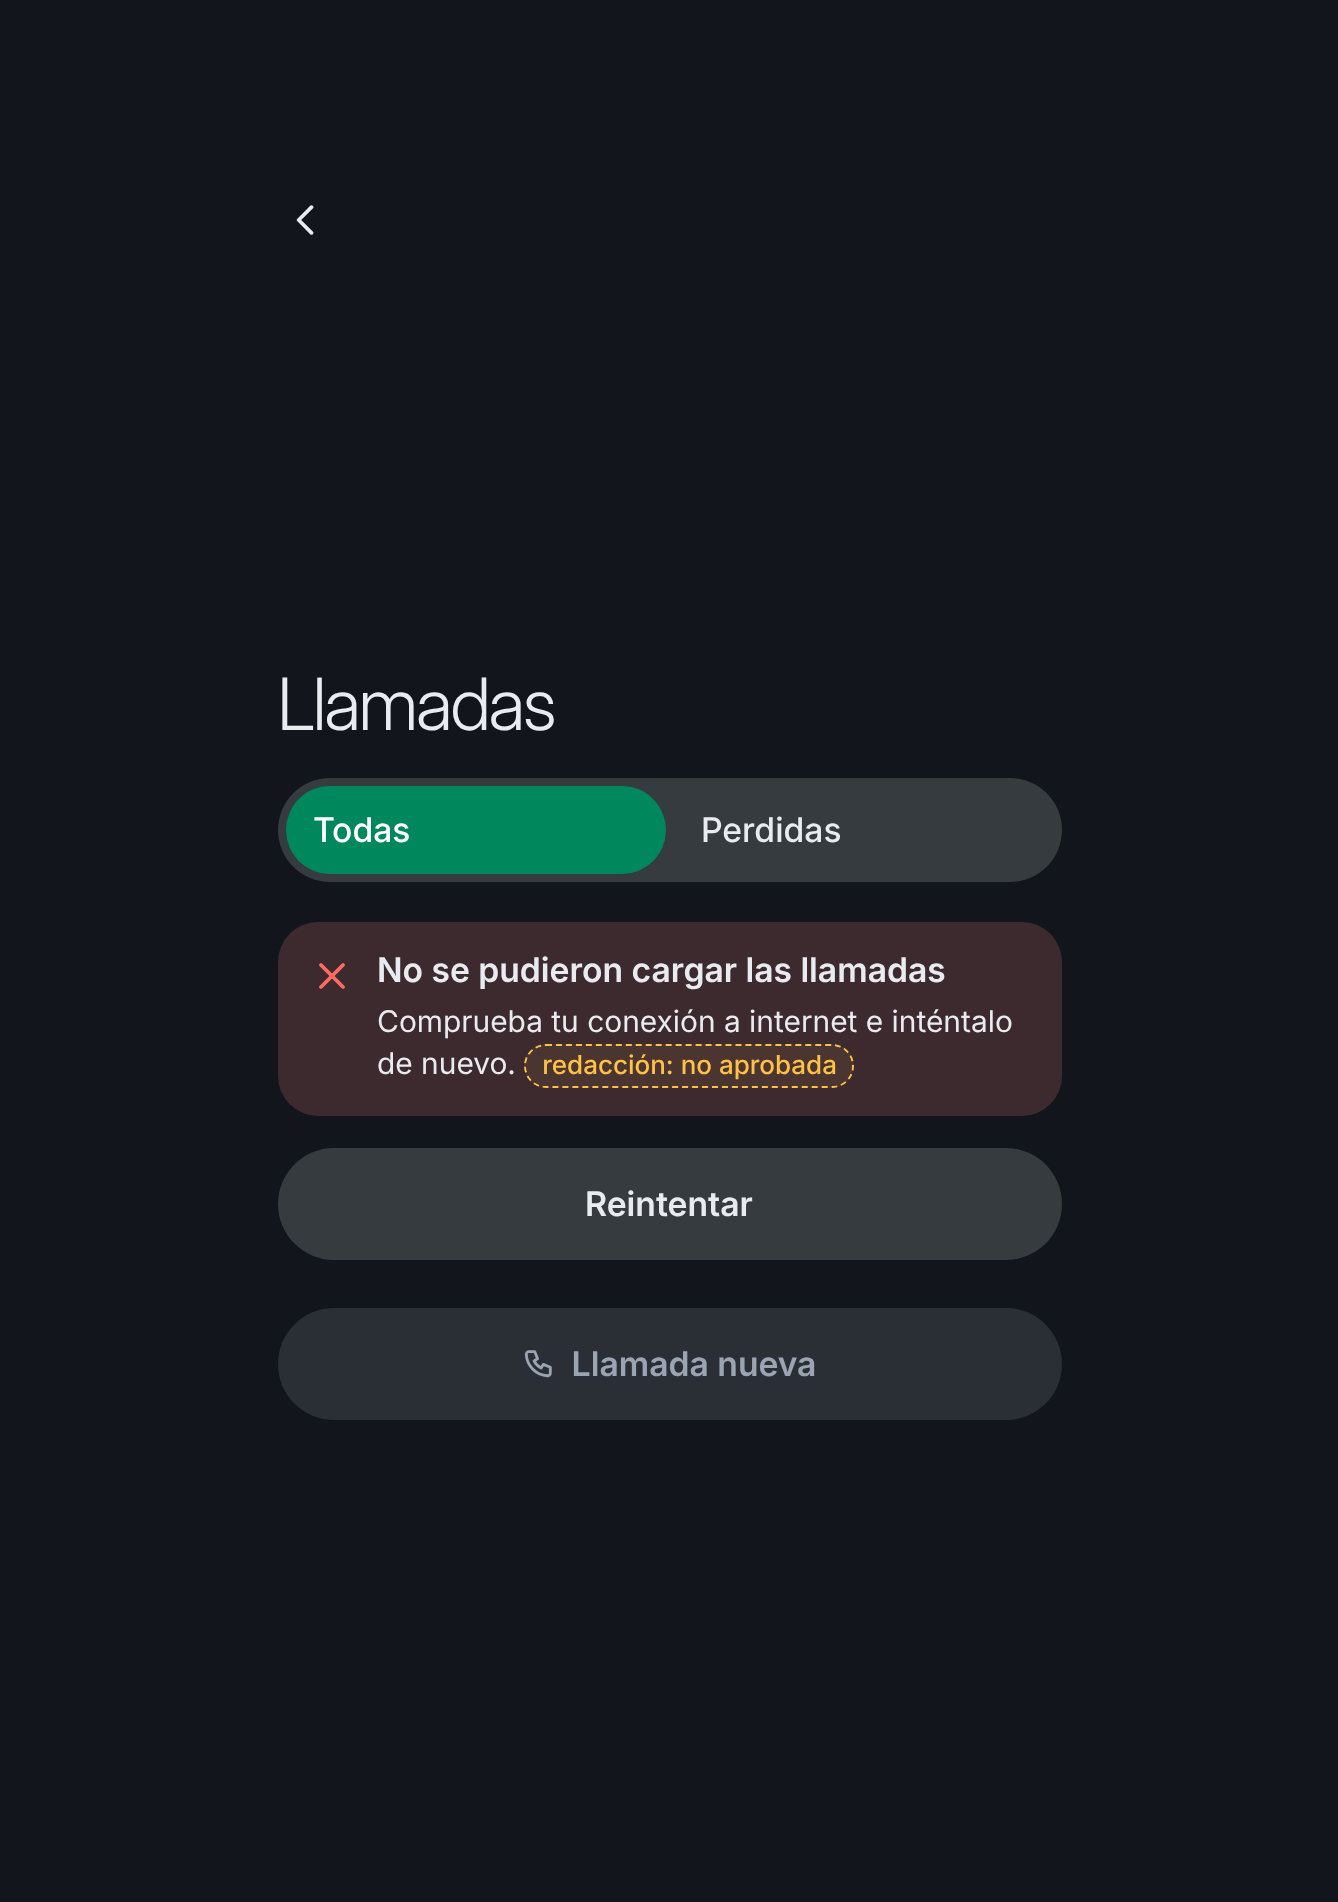 Llamadas
Todas
Perdidas
No se pudieron cargar las llamadas
Comprueba tu conexión a internet e inténtalo
de nuevo. redacción: no aprobada
Reintentar
Llamada nueva